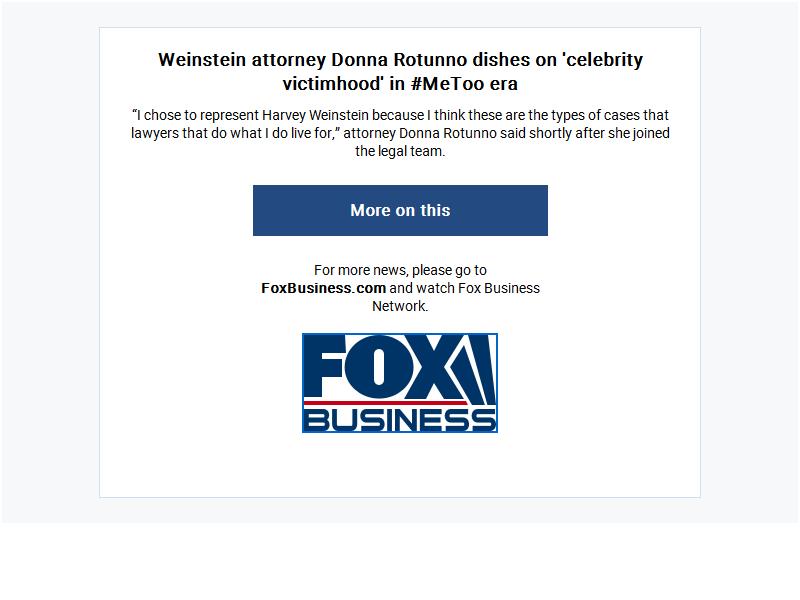 Weinstein attorney Donna Rotunno dishes on 'celebrity
victimhood' in #MeToo era
“I chose to represent Harvey Weinstein because I think these are the types of cases that
lawyers that do what I do live for,” attorney Donna Rotunno said shortly after she joined
the legal team.
More on this
For more news, please go to
FoxBusiness.com and watch Fox Business
Network.
FOX
BUSINESS